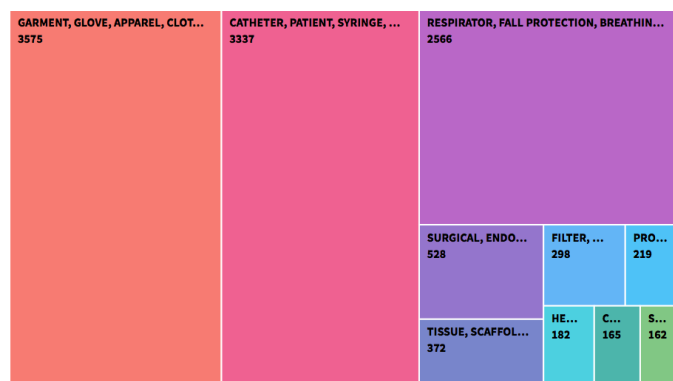 GARMENT, GLOVE, APPAREL, CLOT...
3575
CATHETER, PATIENT, SYRINGE, ...
3337
RESPIRATOR, FALL PROTECTION, BREATHIN...
2566
SURGICAL, ENDO...
528
FILTER, ...
298
PRO...
219
TISSUE, SCAFFOL...
372
HE...
182
C...
165
S...
162